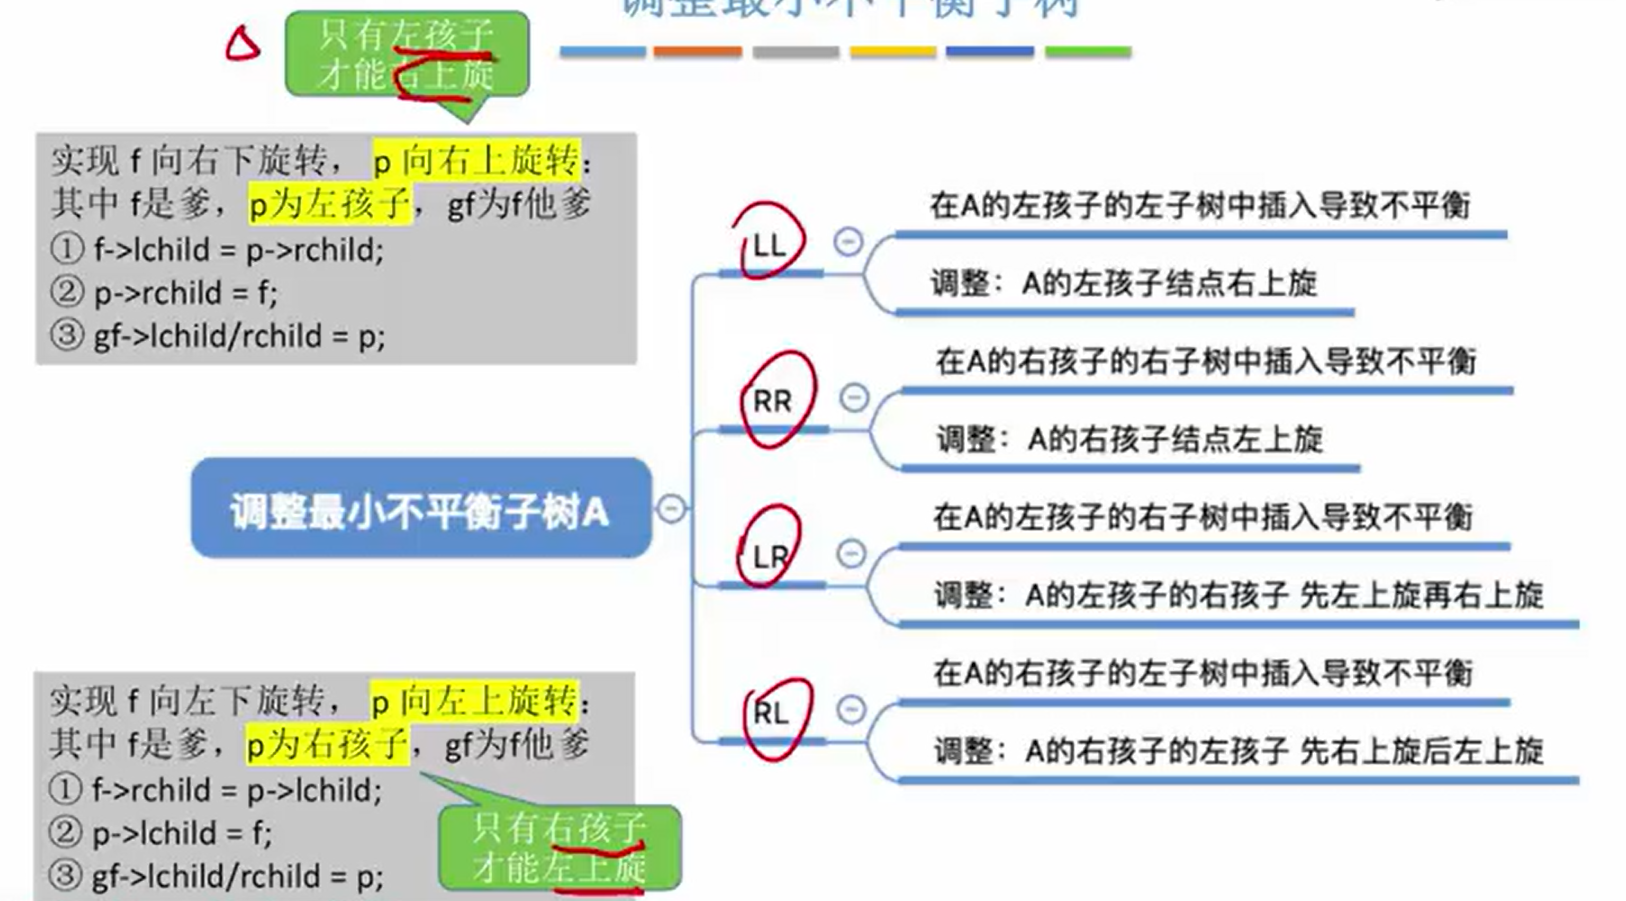 调整最小不平衡子树
只有左孩子
才能右上旋
实现 f 向右下旋转， p 向右上旋转：
其中 f是爹，p为左孩子，gf为f他爹
① f->lchild = p->rchild;
② p->rchild = f;
③ gf->lchild/rchild = p;
调整最小不平衡子树A
LL
在A的左孩子的左子树中插入导致不平衡
调整：A的左孩子结点右上旋
RR
在A的右孩子的右子树中插入导致不平衡
调整：A的右孩子结点左上旋
LR
在A的左孩子的右子树中插入导致不平衡
调整：A的左孩子的右孩子 先左上旋再右上旋
RL
在A的右孩子的左子树中插入导致不平衡
调整：A的右孩子的左孩子 先右上旋后左上旋
实现 f 向左下旋转， p 向左上旋转：
其中 f是爹，p为右孩子，gf为f他爹
① f->rchild = p->lchild;
② p->lchild = f;
③ gf->lchild/rchild = p;
只有右孩子
才能左上旋